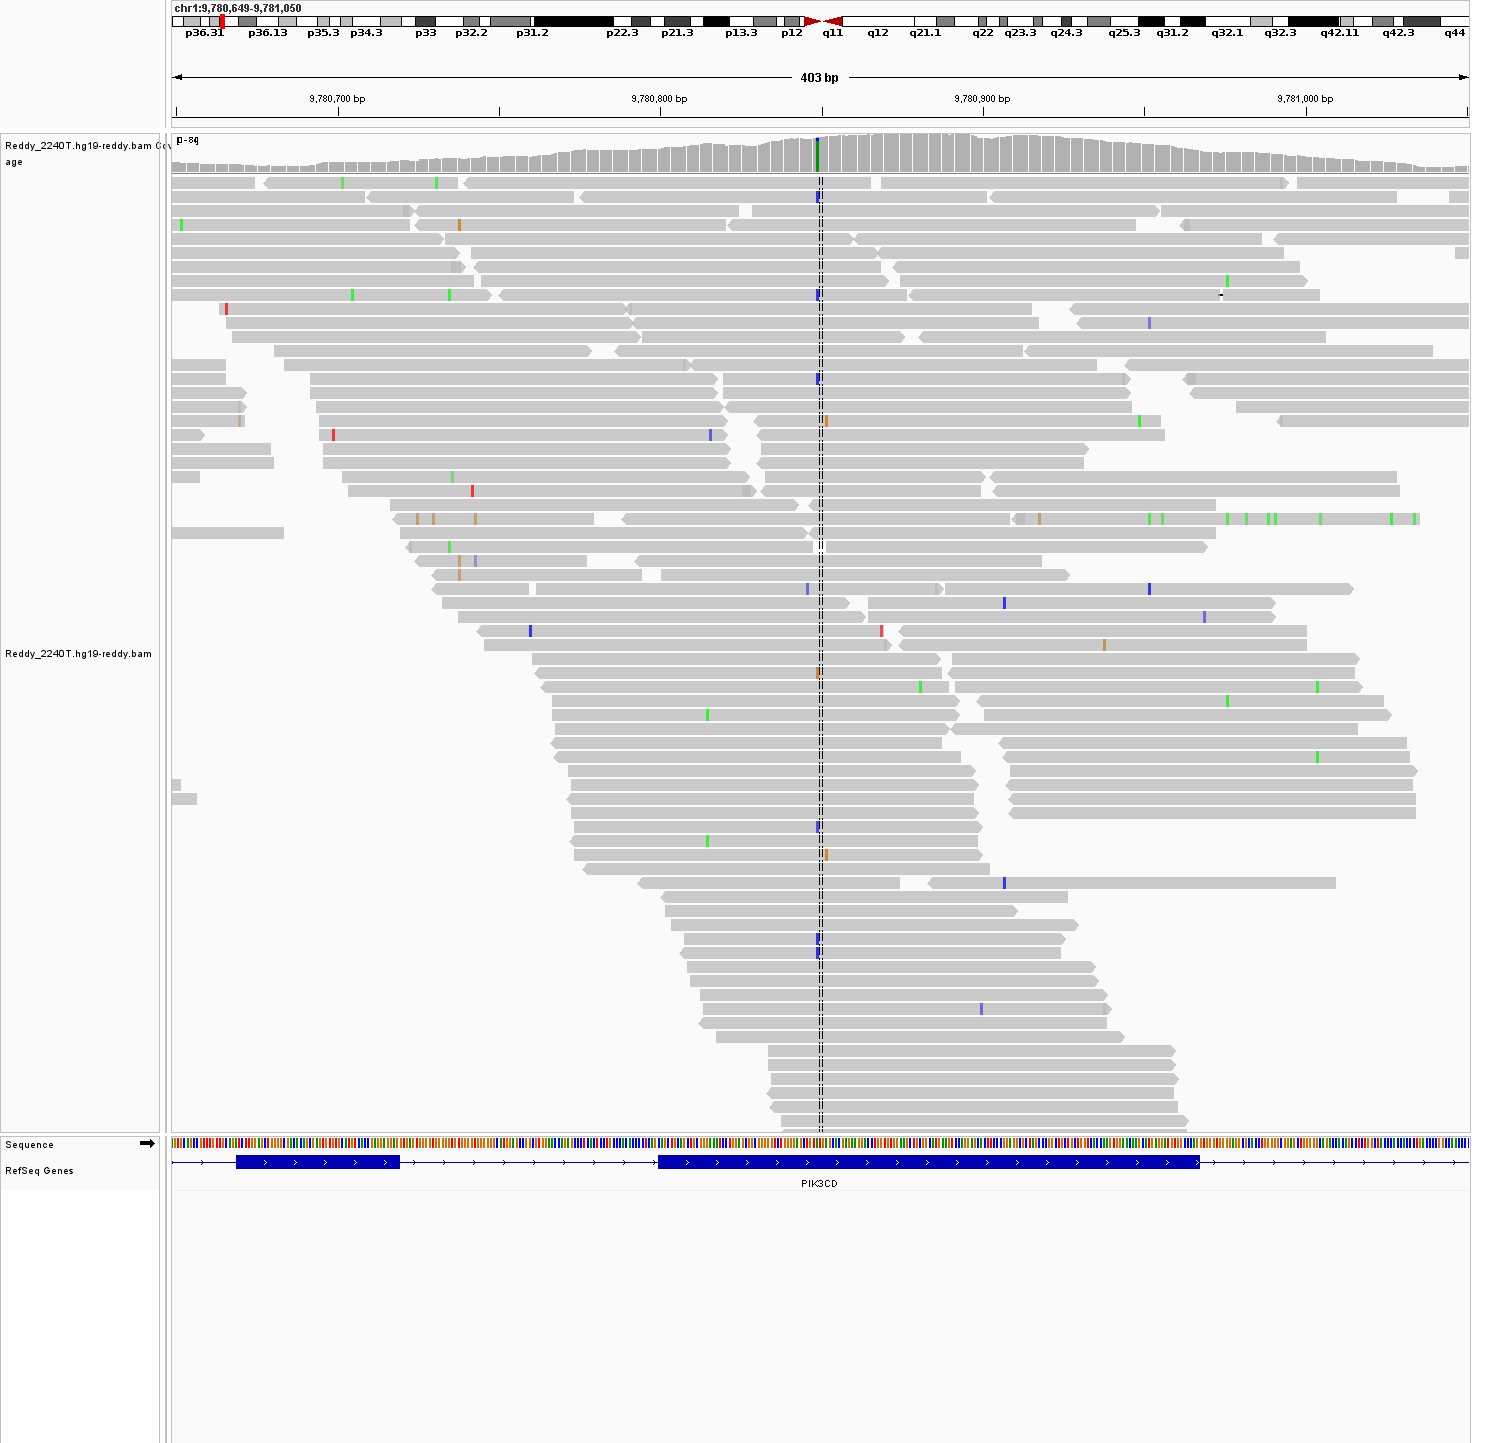 chr1:9,780,649-9,781,050
p36.31 p36.13 p35.3 p34.3 p33 p32.2 p31.2 p22.3 p21.3 p13.3 p12 q11 q12 q21.1 q22 q23.3 q24.3 q25.3 q31.2 q32.1 q32.3 q42.11 q42.3 q44
403 bp
9,780,700 bp 9,780,800 bp 9,780,900 bp 9,781,000 bp
Reddy_2240T.hg19-reddy.bam Cov
age
Reddy_2240T.hg19-reddy.bam
Sequence
RefSeq Genes
PIK3CD